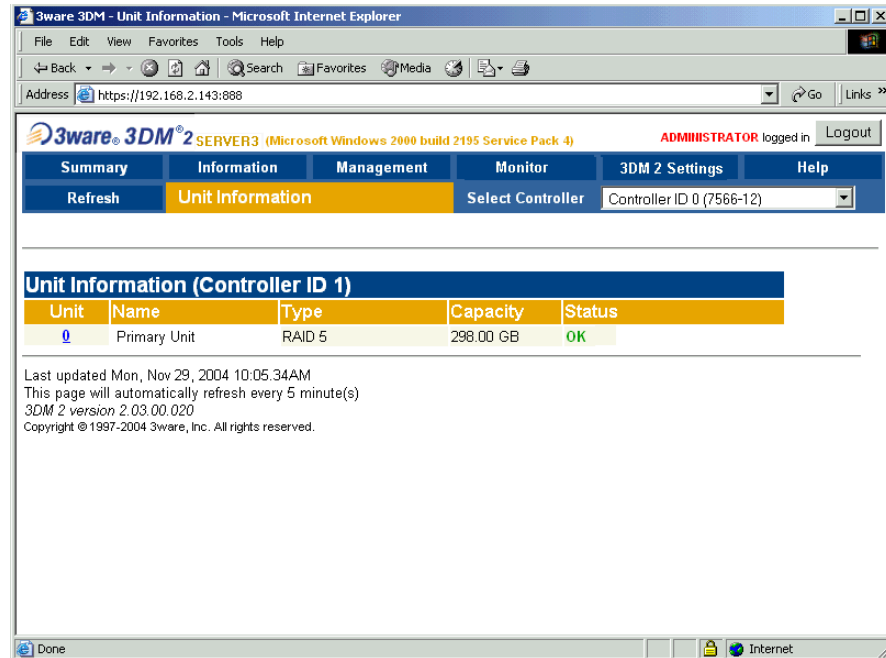 3ware 3DM - Unit Information - Microsoft Internet Explorer
File Edit View Favorites Tools Help
Back Search Favorites Media
Address https://192.168.2.143:888 Go Links »
3ware® 3DM®2 SERVER3 (Microsoft Windows 2000 build 2195 Service Pack 4) ADMINISTRATOR logged in Logout
Summary Information Management Monitor 3DM 2 Settings Help
Refresh Unit Information Select Controller Controller ID 0 (7566-12)
Unit Information (Controller ID 1)
Unit Name Type Capacity Status
0 Primary Unit RAID 5 298.00 GB OK
Last updated Mon, Nov 29, 2004 10:05.34AM
This page will automatically refresh every 5 minute(s)
3DM 2 version 2.03.00.020
Copyright © 1997-2004 3ware, Inc. All rights reserved.
Done Internet